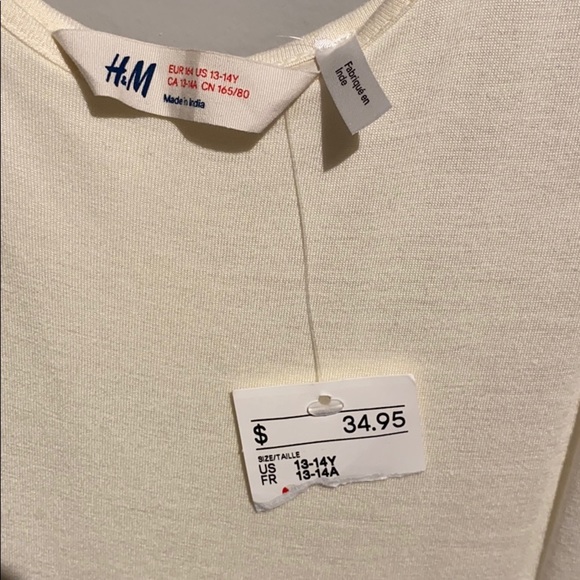 H&M
EUR 164 US 13-14Y
CA 13-14A CN 165/80
Made in India
Fabriqué en
Inde
$ 34.95
SIZE/TAILLE
US 13-14Y
FR 13-14A